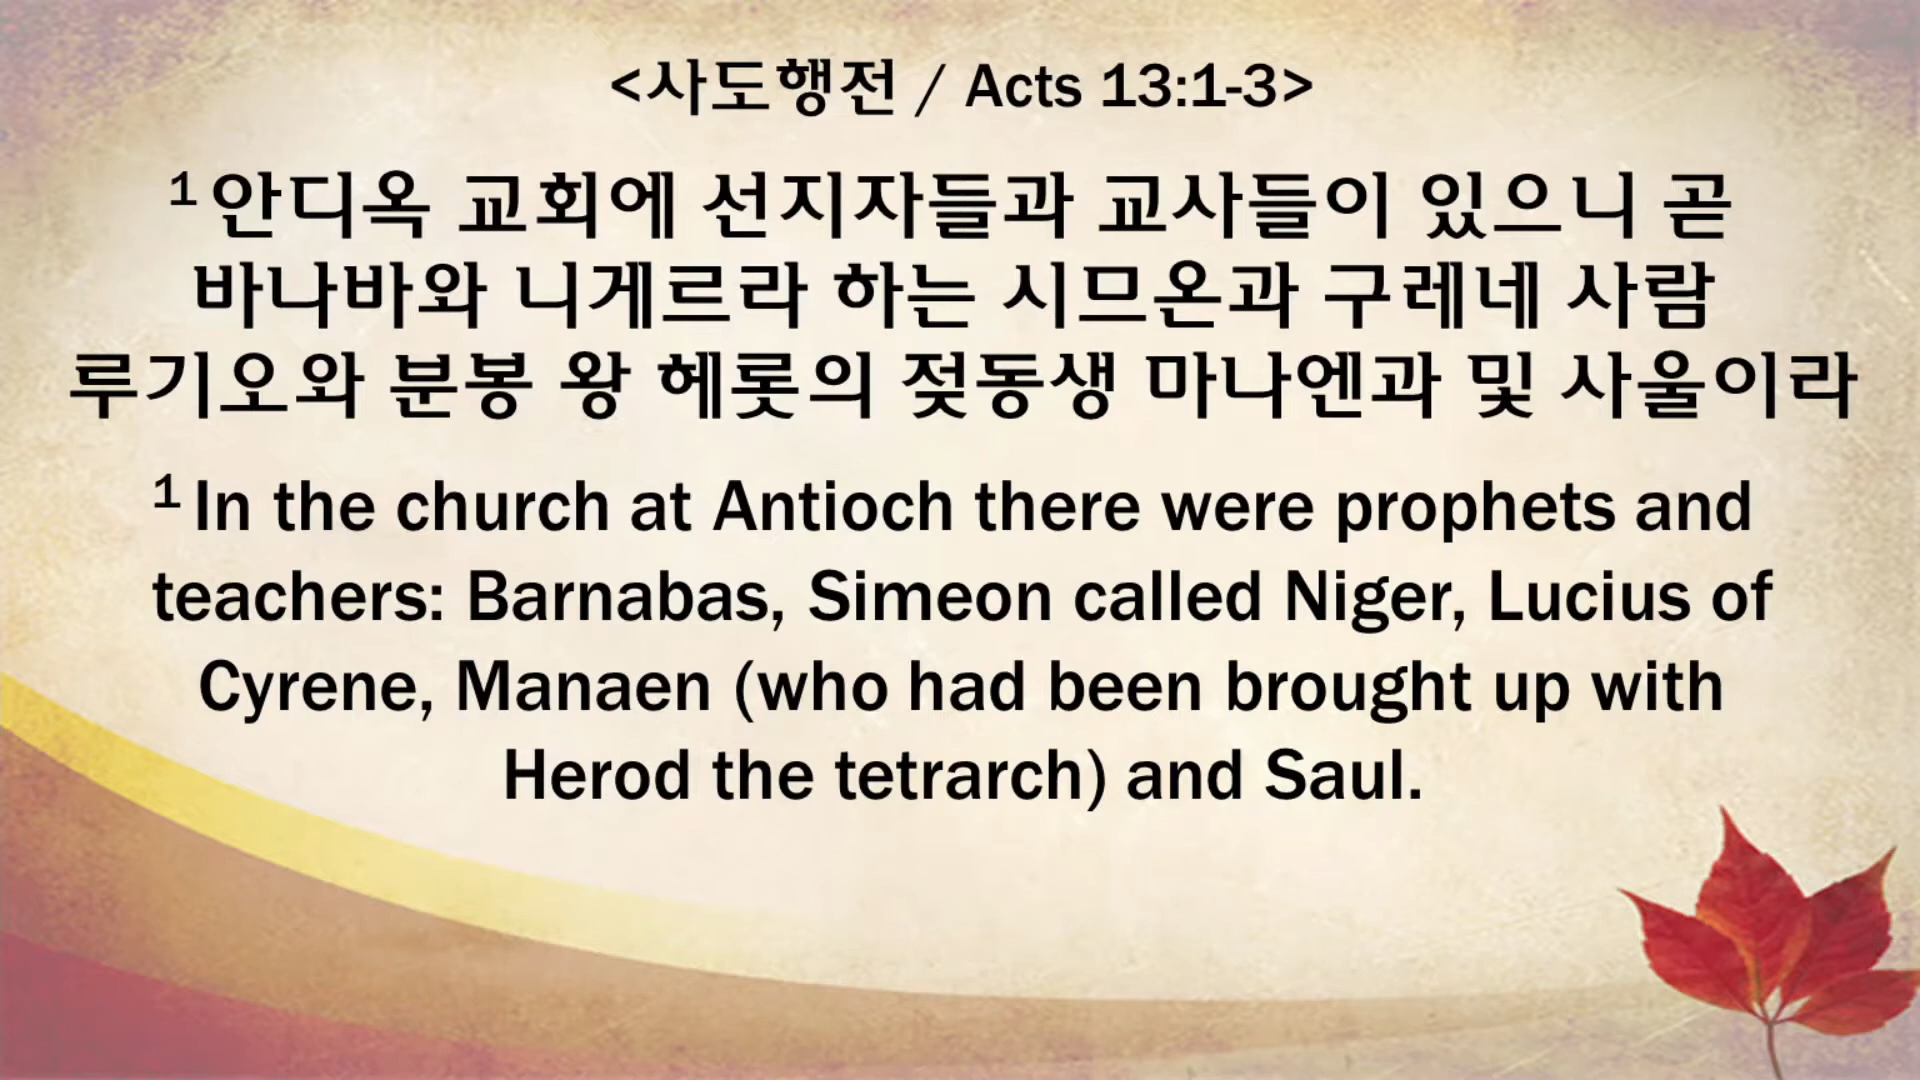 <사도행전 / Acts 13:1-3>
1 안디옥 교회에 선지자들과 교사들이 있으니 곧
바나바와 니게르라 하는 시므온과 구레네 사람
루기오와 분봉 왕 헤롯의 젖동생 마나엔과 및 사울이라
1 In the church at Antioch there were prophets and
teachers: Barnabas, Simeon called Niger, Lucius of
Cyrene, Manaen (who had been brought up with
Herod the tetrarch) and Saul.